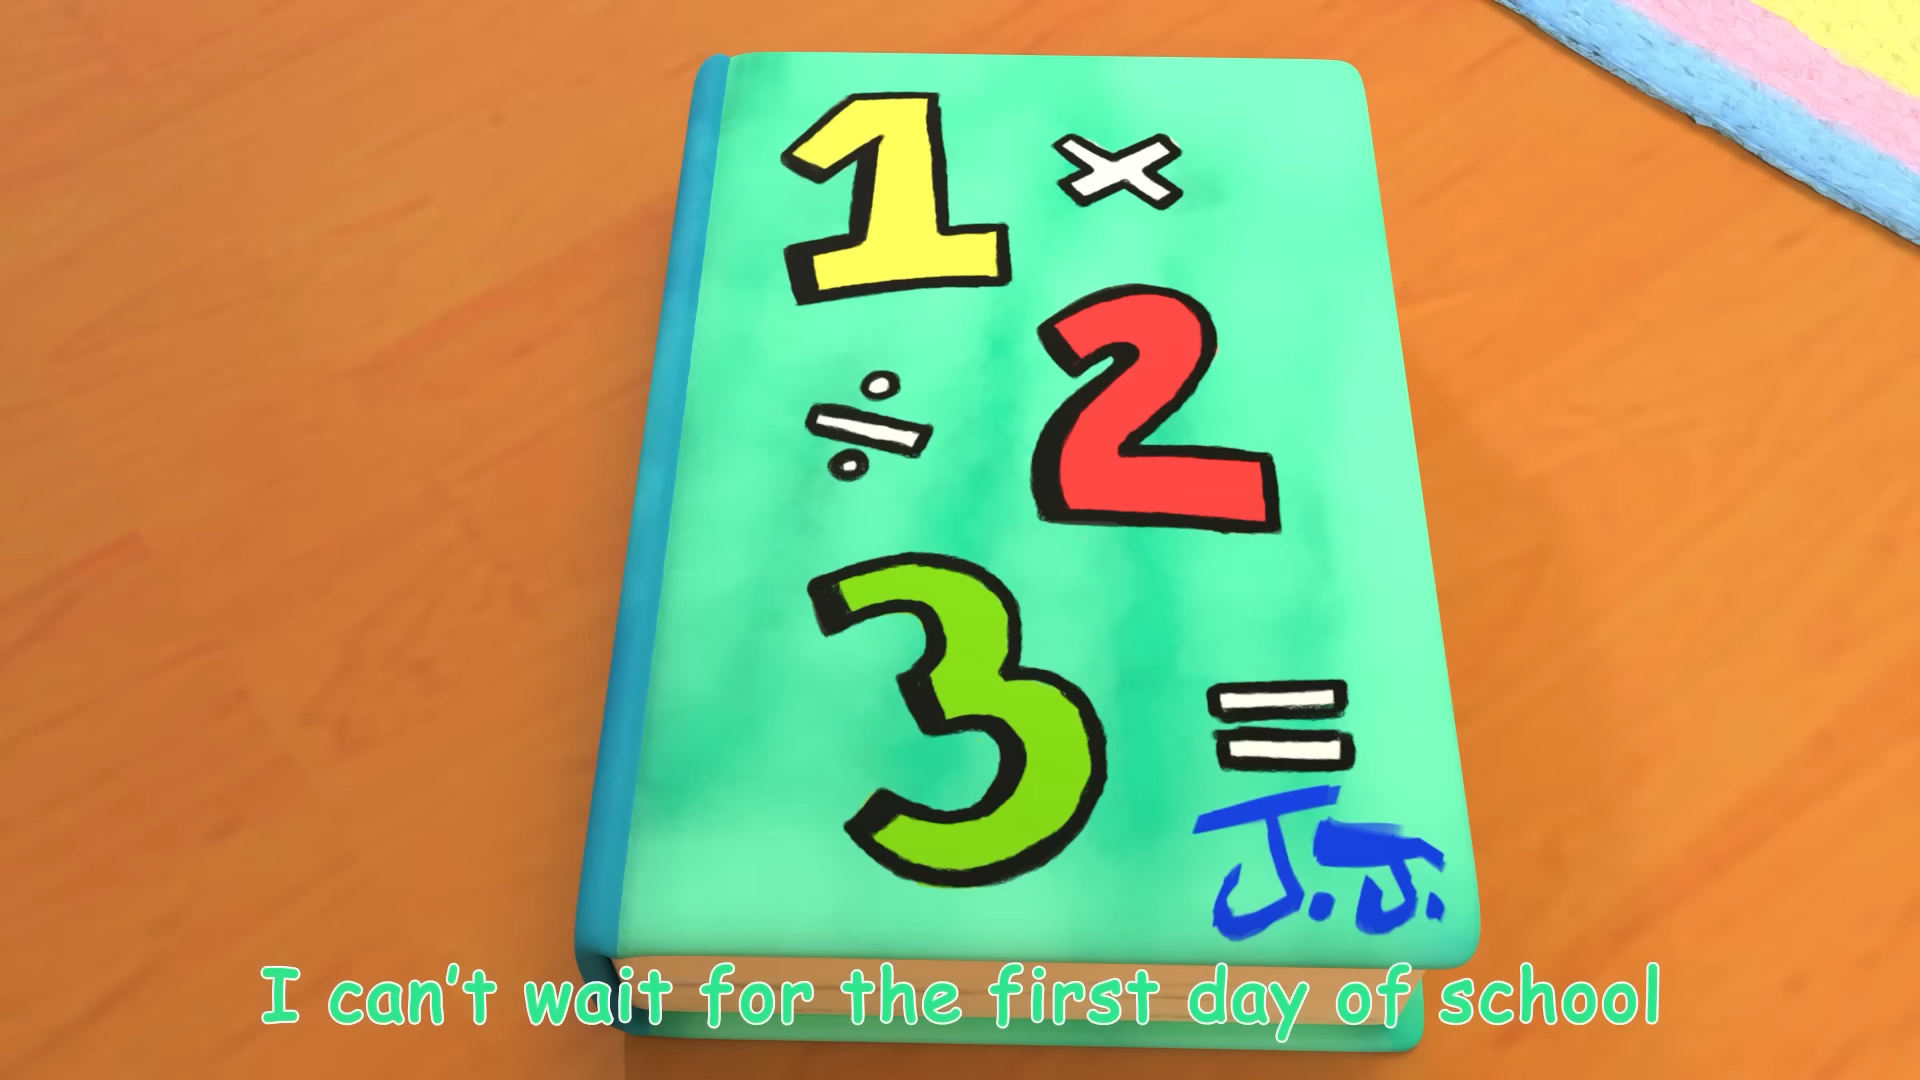 1 ×
÷ 2
3 =
J.J.
I can't wait for the first day of school